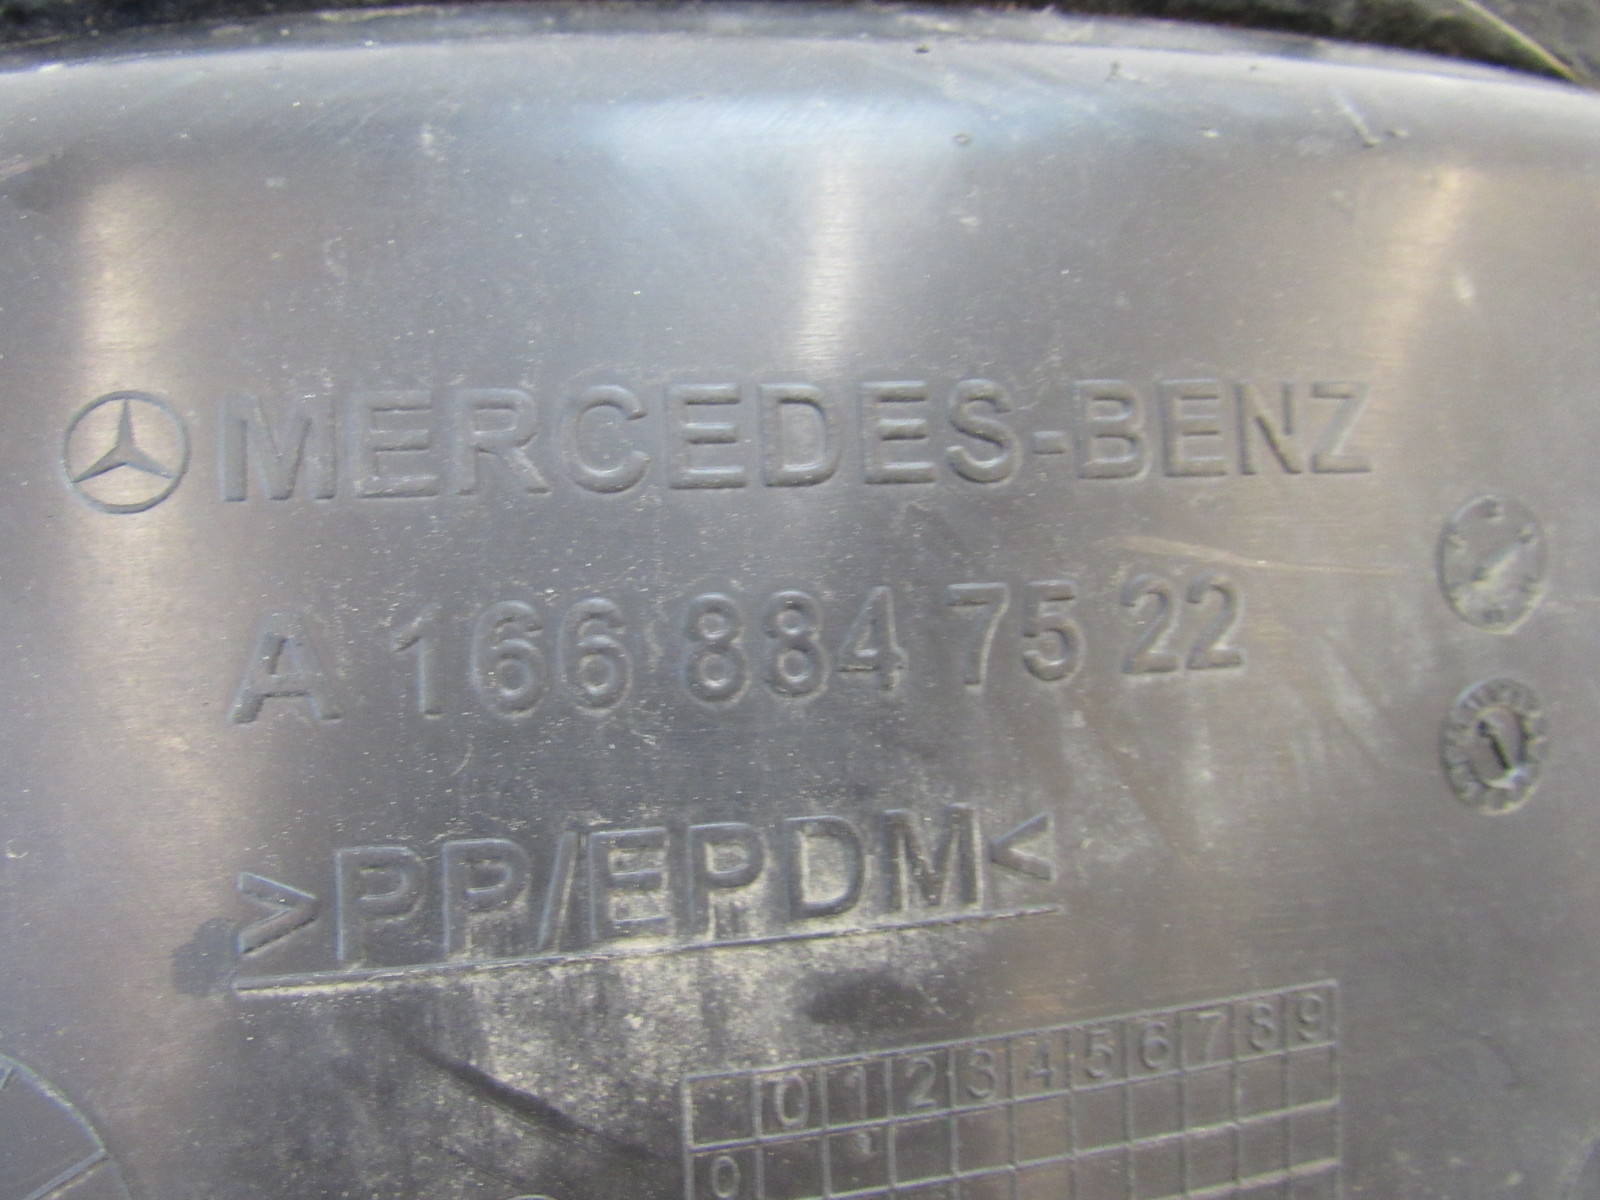 MERCEDES-BENZ
A 166 884 75 22
>PP/EPDM<
0 1 2 3 4 5 6 7 8 9
0